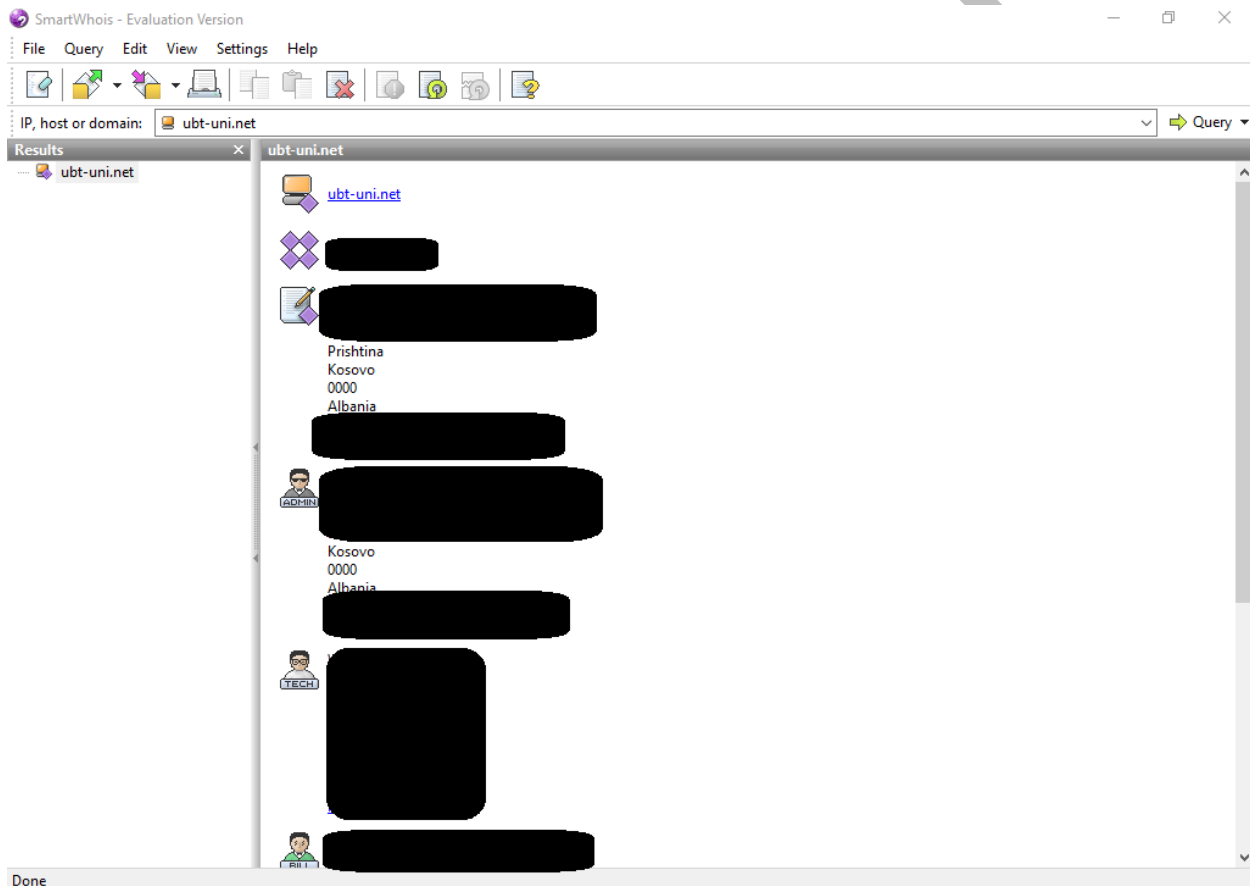 SmartWhois - Evaluation Version
File Query Edit View Settings Help
IP, host or domain: ubt-uni.net Query
Results ubt-uni.net
ubt-uni.net
ubt-uni.net
Prishtina
Kosovo
0000
Albania
ADMIN
Kosovo
0000
Albania
TECH
BILL
Done